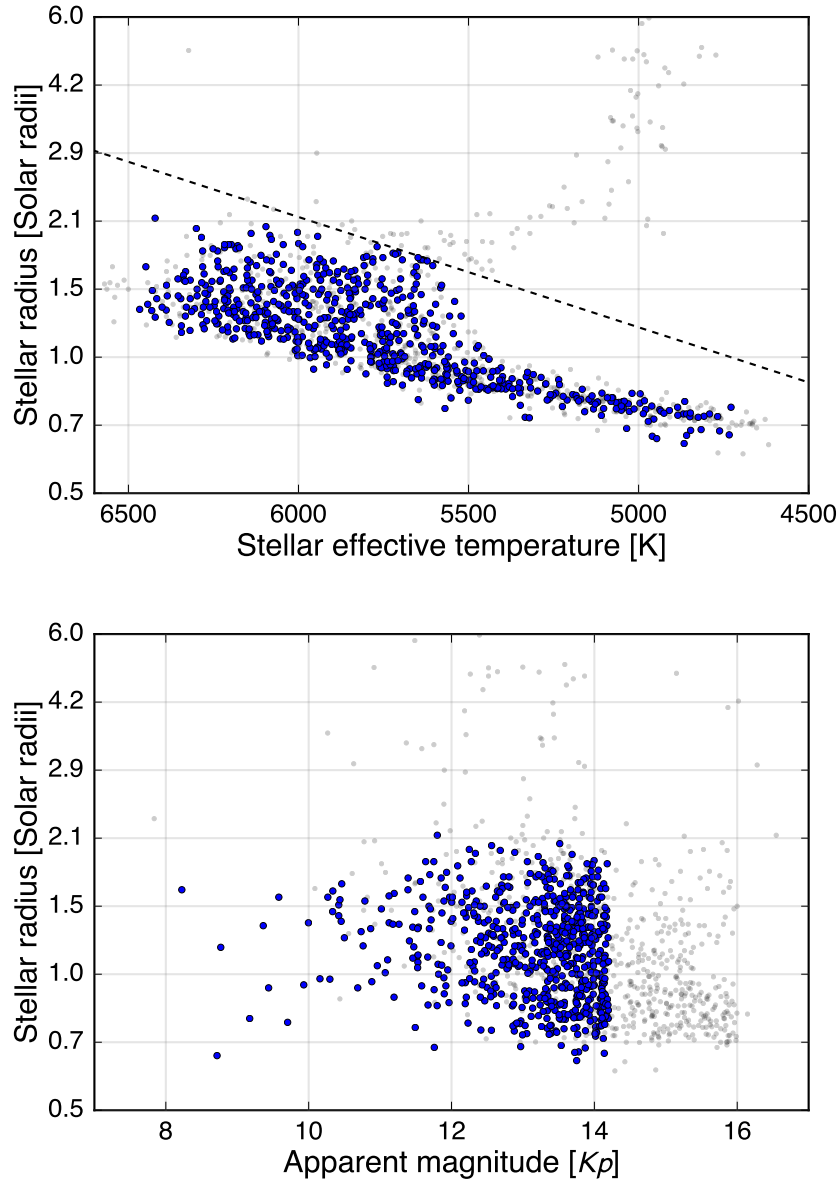 6.0
4.2
2.9
2.1
1.5
1.0
0.7
0.5
Stellar radius [Solar radii]
6500 6000 5500 5000 4500
Stellar effective temperature [K]
6.0
4.2
2.9
2.1
1.5
1.0
0.7
0.5
Stellar radius [Solar radii]
8 10 12 14 16
Apparent magnitude [Kp]